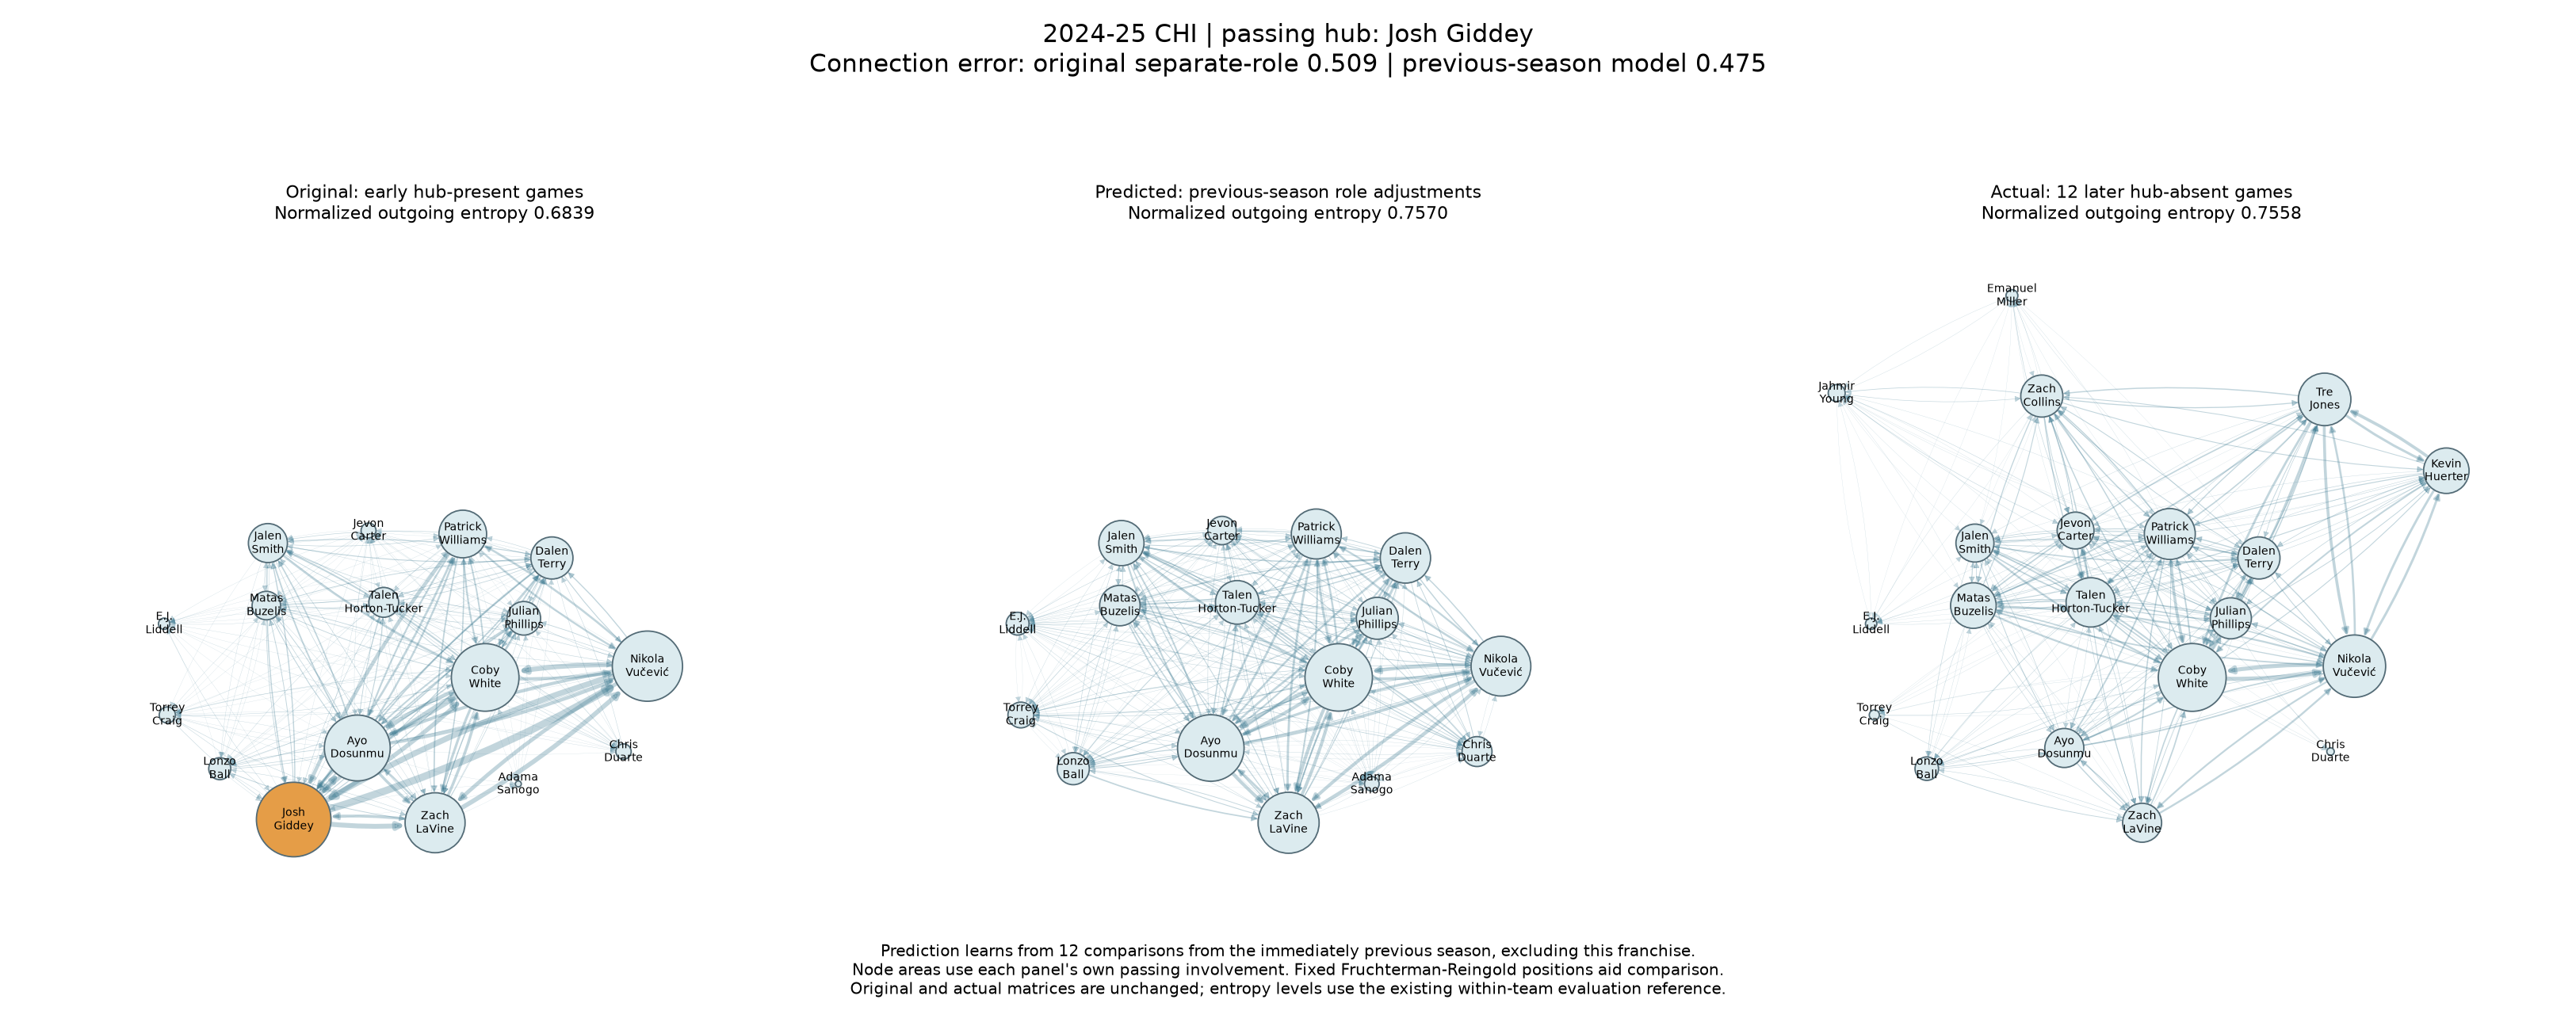 2024-25 CHI | passing hub: Josh Giddey
Connection error: original separate-role 0.509 | previous-season model 0.475
Original: early hub-present games
Normalized outgoing entropy 0.6839
Jalen
Smith
Jevon
Carter
Patrick
Williams
Dalen
Terry
Matas
Buzelis
Talen
Horton-Tucker
Julian
Phillips
E.J.
Liddell
Coby
White
Nikola
Vučević
Torrey
Craig
Ayo
Dosunmu
Chris
Duarte
Lonzo
Ball
Adama
Sanogo
Josh
Giddey
Zach
LaVine
Predicted: previous-season role adjustments
Normalized outgoing entropy 0.7570
Jalen
Smith
Jevon
Carter
Patrick
Williams
Dalen
Terry
Matas
Buzelis
Talen
Horton-Tucker
Julian
Phillips
E.J.
Liddell
Coby
White
Nikola
Vučević
Torrey
Craig
Ayo
Dosunmu
Chris
Duarte
Lonzo
Ball
Adama
Sanogo
Zach
LaVine
Actual: 12 later hub-absent games
Normalized outgoing entropy 0.7558
Emanuel
Miller
Jahmir
Young
Zach
Collins
Tre
Jones
Kevin
Huerter
Jalen
Smith
Jevon
Carter
Patrick
Williams
Dalen
Terry
Matas
Buzelis
Talen
Horton-Tucker
Julian
Phillips
E.J.
Liddell
Coby
White
Nikola
Vučević
Torrey
Craig
Ayo
Dosunmu
Chris
Duarte
Lonzo
Ball
Zach
LaVine
Prediction learns from 12 comparisons from the immediately previous season, excluding this franchise.
Node areas use each panel's own passing involvement. Fixed Fruchterman-Reingold positions aid comparison.
Original and actual matrices are unchanged; entropy levels use the existing within-team evaluation reference.